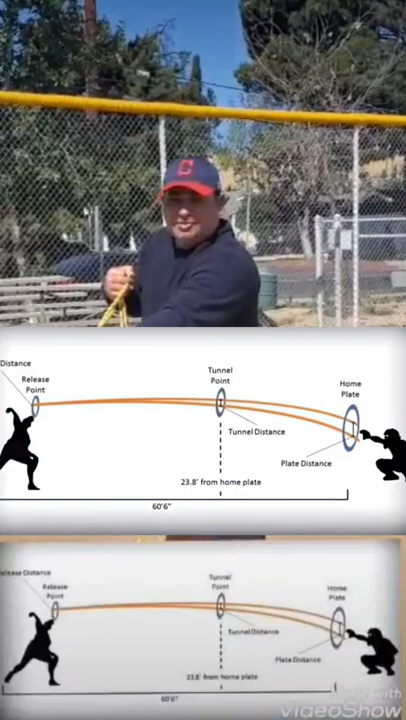 C
Distance
Release
Point
Tunnel
Point
Home
Plate
Tunnel Distance
Plate Distance
23.8' from home plate
60'6"
Release Distance
Release
Point
Tunnel
Point
Home
Plate
Tunnel Distance
Plate Distance
23.8' from home plate
60'6"
with
VideoShow